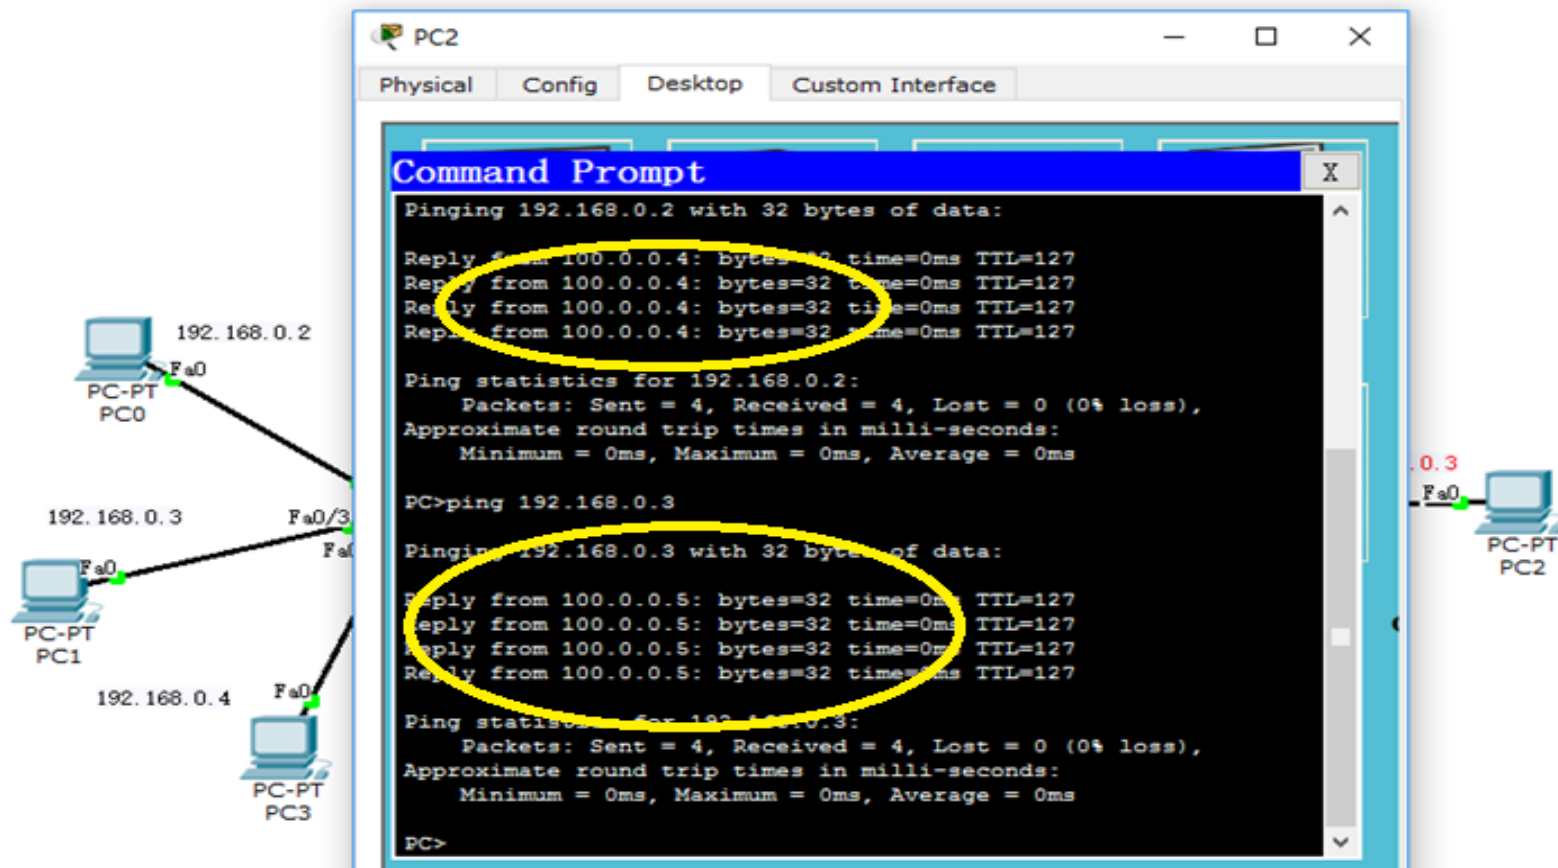 PC2
Physical Config Desktop Custom Interface
Command Prompt X
Pinging 192.168.0.2 with 32 bytes of data:
Reply from 100.0.0.4: bytes=32 time=0ms TTL=127
Reply from 100.0.0.4: bytes=32 time=0ms TTL=127
Reply from 100.0.0.4: bytes=32 time=0ms TTL=127
Reply from 100.0.0.4: bytes=32 time=0ms TTL=127
Ping statistics for 192.168.0.2:
Packets: Sent = 4, Received = 4, Lost = 0 (0% loss),
Approximate round trip times in milli-seconds:
Minimum = 0ms, Maximum = 0ms, Average = 0ms
PC>ping 192.168.0.3
Pinging 192.168.0.3 with 32 bytes of data:
Reply from 100.0.0.5: bytes=32 time=0ms TTL=127
Reply from 100.0.0.5: bytes=32 time=0ms TTL=127
Reply from 100.0.0.5: bytes=32 time=0ms TTL=127
Reply from 100.0.0.5: bytes=32 time=0ms TTL=127
Ping statistics for 192.168.0.3:
Packets: Sent = 4, Received = 4, Lost = 0 (0% loss),
Approximate round trip times in milli-seconds:
Minimum = 0ms, Maximum = 0ms, Average = 0ms
PC>
192.168.0.2
Fa0
PC-PT
PC0
192.168.0.3
Fa0/3
Fa0
PC-PT
PC1
192.168.0.4
Fa0
PC-PT
PC3
.0.3
Fa0
PC-PT
PC2